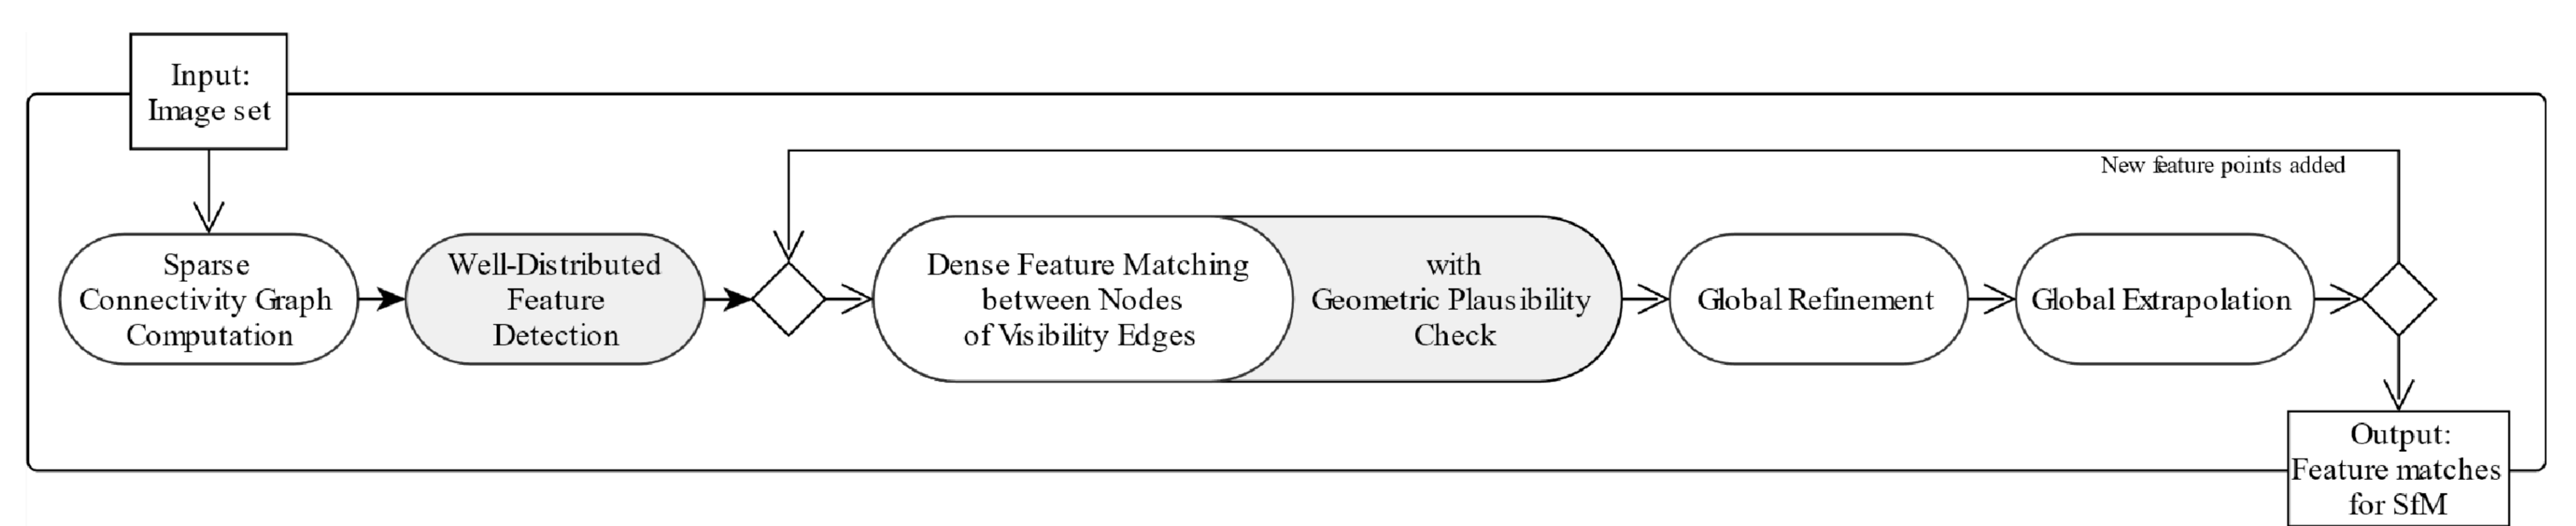 Input:
Image set
New feature points added
Sparse
Connectivity Graph
Computation
Well-Distributed
Feature
Detection
Dense Feature Matching
between Nodes
of Visibility Edges
with
Geometric Plausibility
Check
Global Refinement
Global Extrapolation
Output:
Feature matches
for SfM